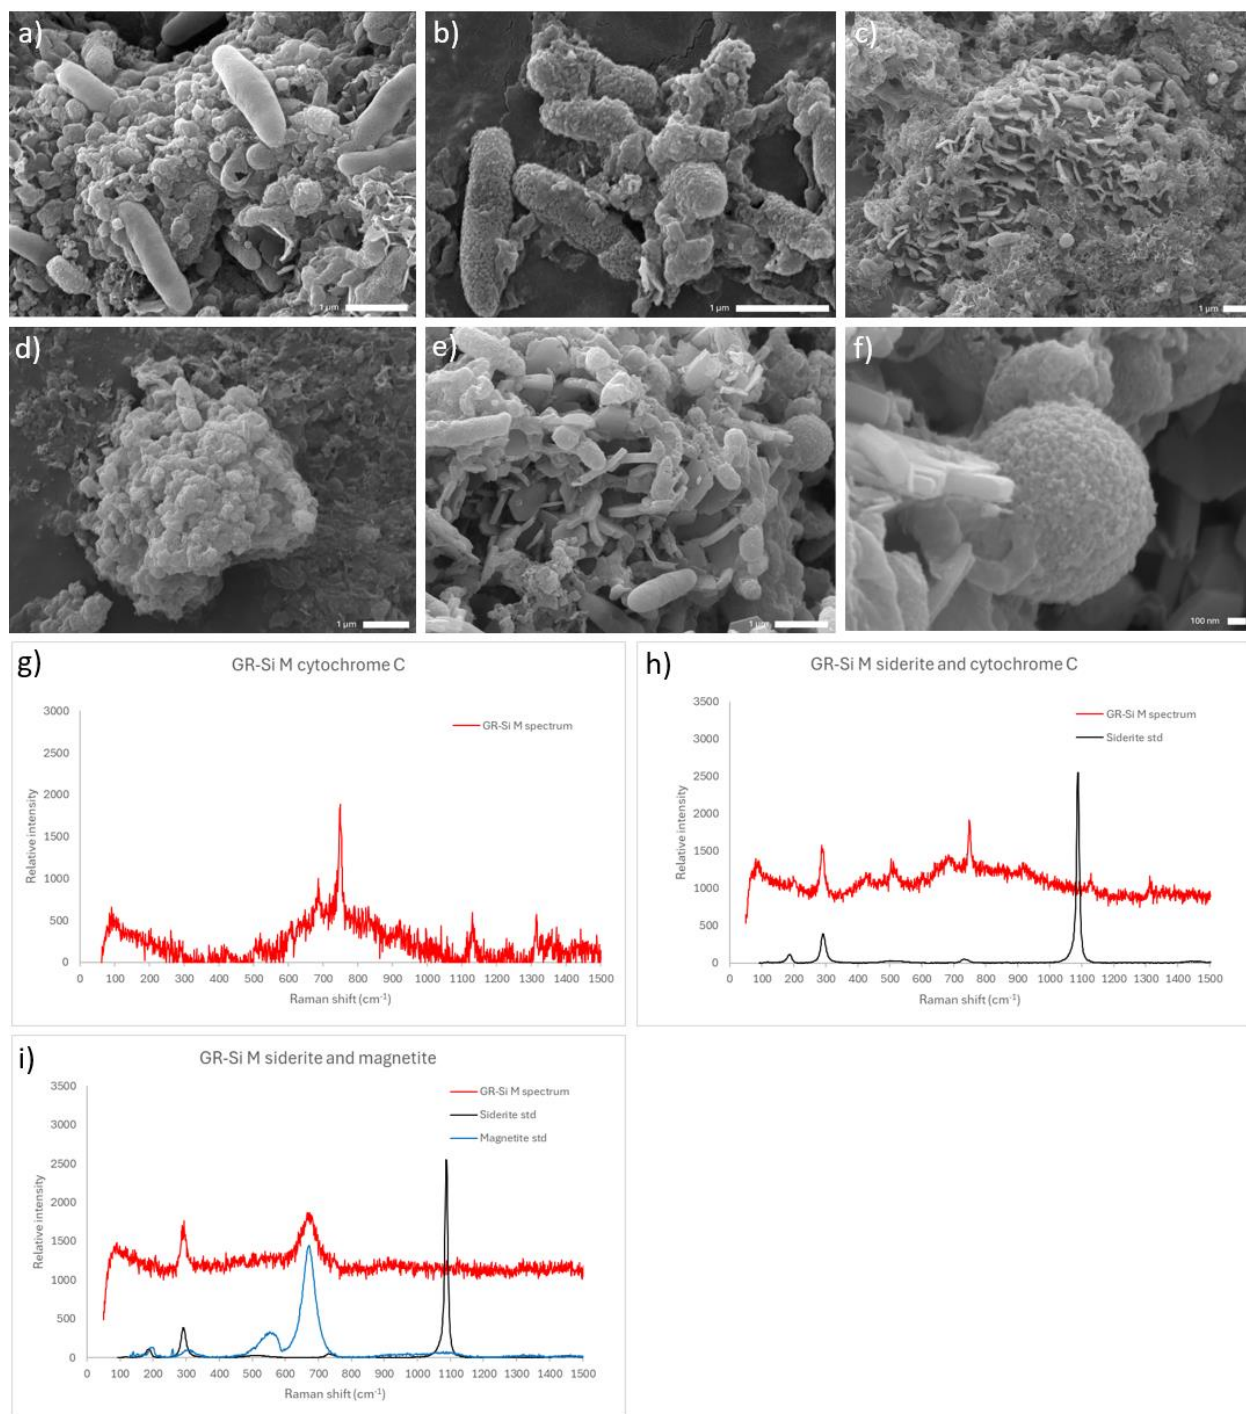 a)
b)
c)
1 µm
1 µm
1 µm
d)
e)
f)
1 µm
1 µm
100 nm
g)
GR-Si M cytochrome C
3000
2500
2000
1500
1000
500
0
Relative intensity
GR-Si M spectrum
0 100 200 300 400 500 600 700 800 900 1000 1100 1200 1300 1400 1500
Raman shift (cm⁻¹)
h)
GR-Si M siderite and cytochrome C
3500
3000
2500
2000
1500
1000
500
0
Relative intensity
GR-Si M spectrum
Siderite std
0 100 200 300 400 500 600 700 800 900 1000 1100 1200 1300 1400 1500
Raman shift (cm⁻¹)
i)
GR-Si M siderite and magnetite
3500
3000
2500
2000
1500
1000
500
0
Relative intensity
GR-Si M spectrum
Siderite std
Magnetite std
0 100 200 300 400 500 600 700 800 900 1000 1100 1200 1300 1400 1500
Raman shift (cm⁻¹)